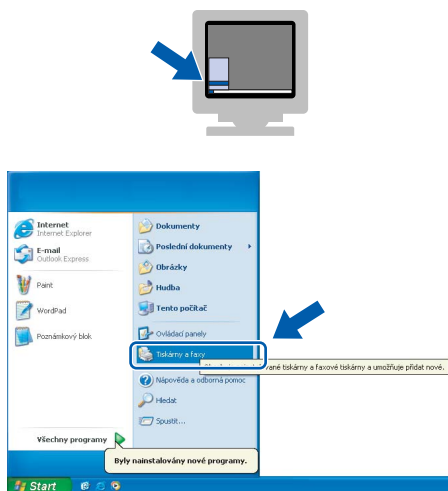 Internet
Internet Explorer
E-mail
Outlook Express
Paint
WordPad
Poznámkový blok
Všechny programy
Dokumenty
Poslední dokumenty
Obrázky
Hudba
Tento počítač
Ovládací panely
Tiskárny a faxy
vané tiskárny a faxové tiskárny a umožňuje přidat nové.
Nápověda a odborná pomoc
Hledat
Spustit...
Byly nainstalovány nové programy.
Start